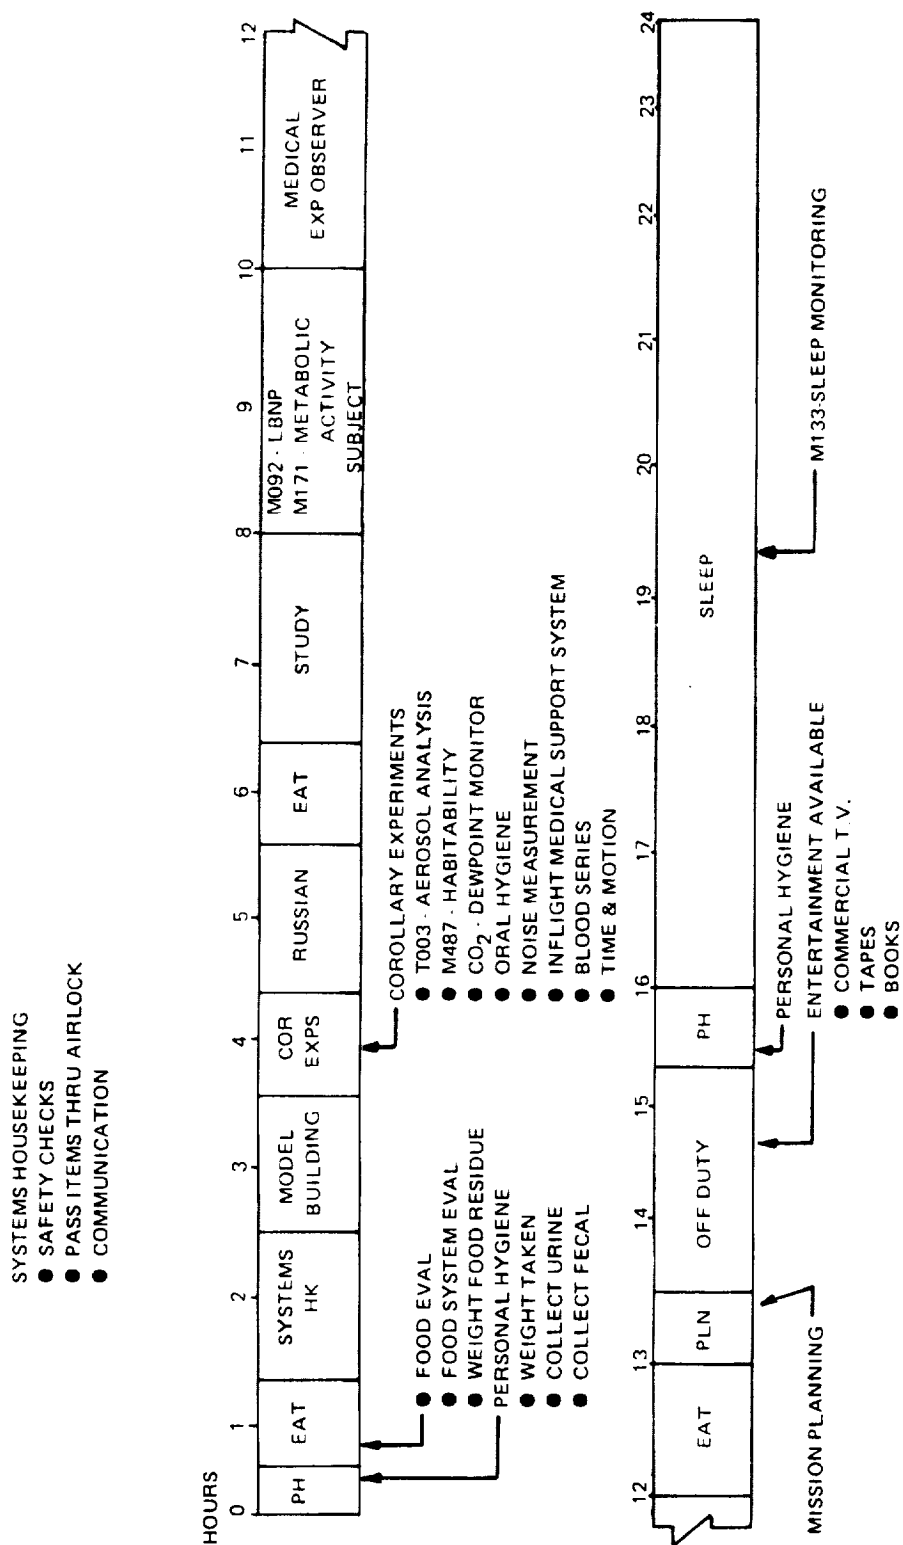 SYSTEMS HOUSEKEEPING
● SAFETY CHECKS
● PASS ITEMS THRU AIRLOCK
● COMMUNICATION
HOURS
0 1 2 3 4 5 6 7 8 9 10 11 12
PH
EAT
SYSTEMS
HK
MODEL
BUILDING
COR
EXPS
RUSSIAN
EAT
STUDY
M092 - LBNP
M171 - METABOLIC
ACTIVITY
SUBJECT
MEDICAL
EXP OBSERVER
● FOOD EVAL
● FOOD SYSTEM EVAL
● WEIGHT FOOD RESIDUE
PERSONAL HYGIENE
● WEIGHT TAKEN
● COLLECT URINE
● COLLECT FECAL
COROLLARY EXPERIMENTS
● T003 - AEROSOL ANALYSIS
● M487 - HABITABILITY
● CO2 - DEWPOINT MONITOR
● ORAL HYGIENE
● NOISE MEASUREMENT
● INFLIGHT MEDICAL SUPPORT SYSTEM
● BLOOD SERIES
● TIME & MOTION
12 13 14 15 16 17 18 19 20 21 22 23 24
EAT
PLN
OFF DUTY
PH
SLEEP
MISSION PLANNING
PERSONAL HYGIENE
ENTERTAINMENT AVAILABLE
● COMMERCIAL T.V.
● TAPES
● BOOKS
M133-SLEEP MONITORING